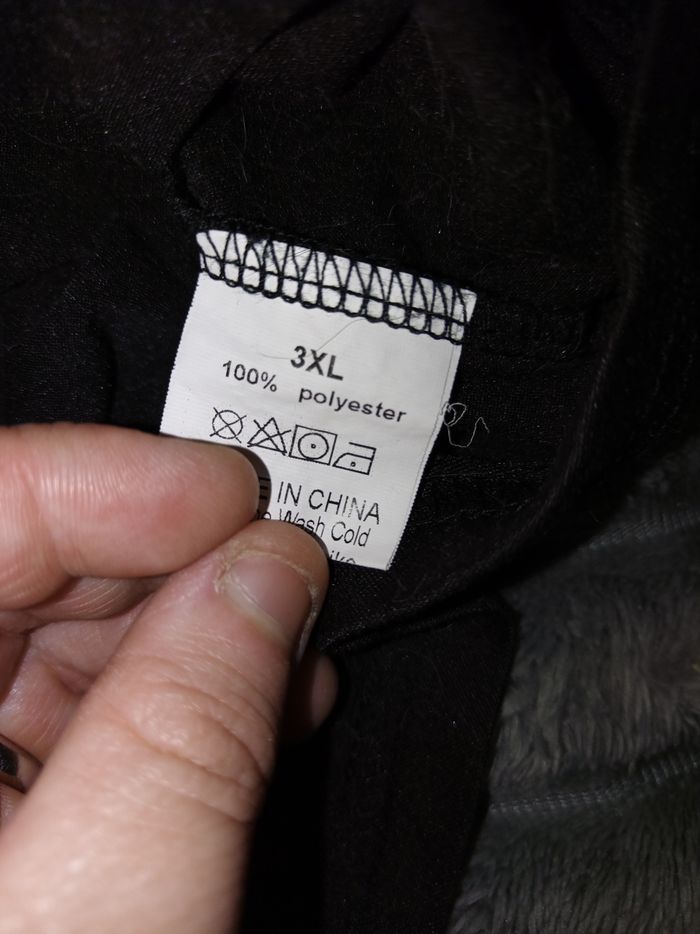 3XL
100% polyester
IN CHINA
Wash Cold